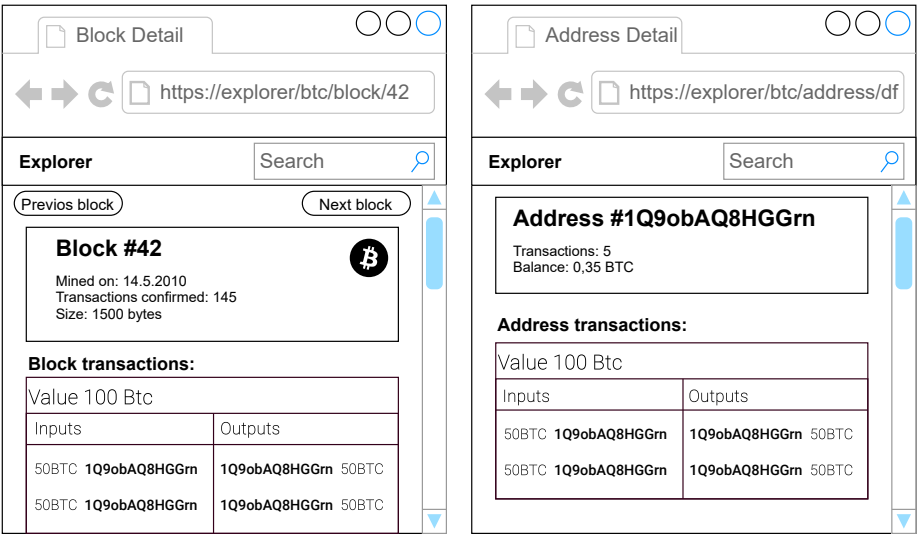 Block Detail
https://explorer/btc/block/42
Explorer
Search
Previos block
Next block
Block #42
Mined on: 14.5.2010
Transactions confirmed: 145
Size: 1500 bytes
Block transactions:
Value 100 Btc
Inputs
Outputs
50BTC 1Q9obAQ8HGGrn
1Q9obAQ8HGGrn 50BTC
50BTC 1Q9obAQ8HGGrn
1Q9obAQ8HGGrn 50BTC
Address Detail
https://explorer/btc/address/df
Explorer
Search
Address #1Q9obAQ8HGGrn
Transactions: 5
Balance: 0,35 BTC
Address transactions:
Value 100 Btc
Inputs
Outputs
50BTC 1Q9obAQ8HGGrn
1Q9obAQ8HGGrn 50BTC
50BTC 1Q9obAQ8HGGrn
1Q9obAQ8HGGrn 50BTC